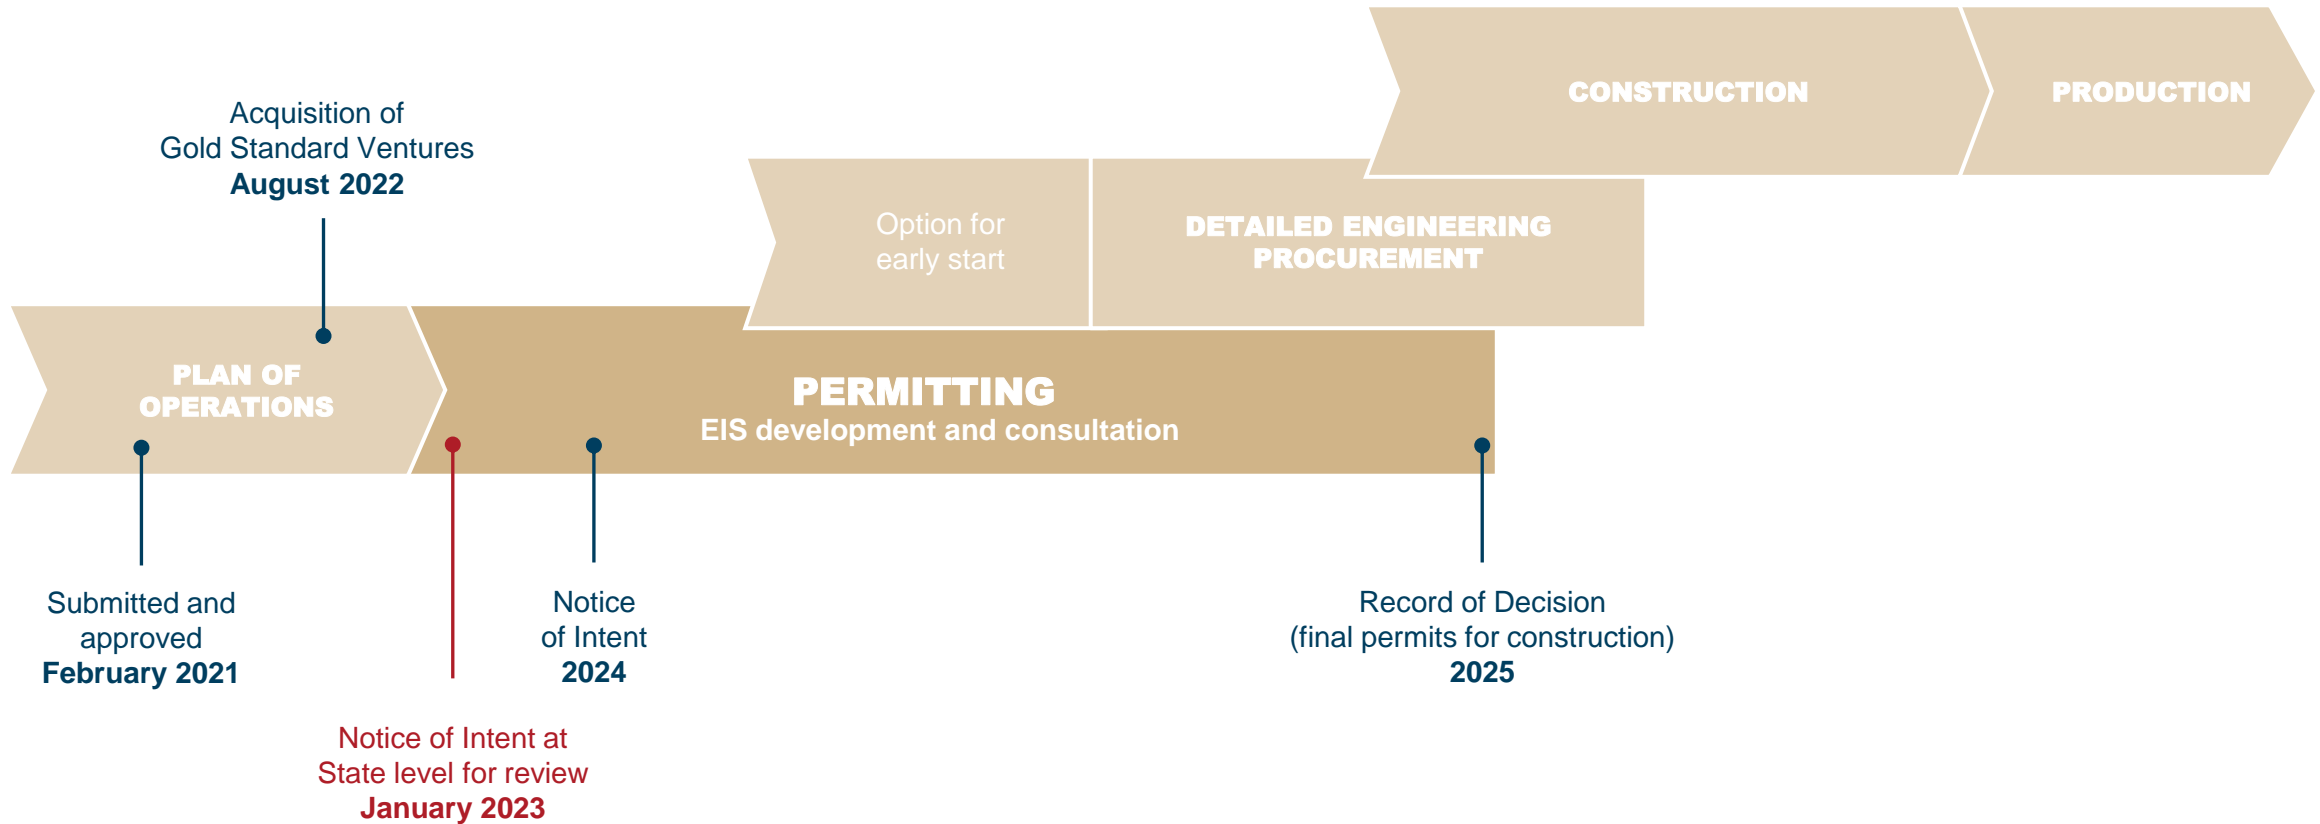 CONSTRUCTION
PRODUCTION
Acquisition of
Gold Standard Ventures
August 2022
Option for
early start
DETAILED ENGINEERING
PROCUREMENT
PLAN OF
OPERATIONS
PERMITTING
EIS development and consultation
Submitted and
approved
February 2021
Notice
of Intent
2024
Record of Decision
(final permits for construction)
2025
Notice of Intent at
State level for review
January 2023